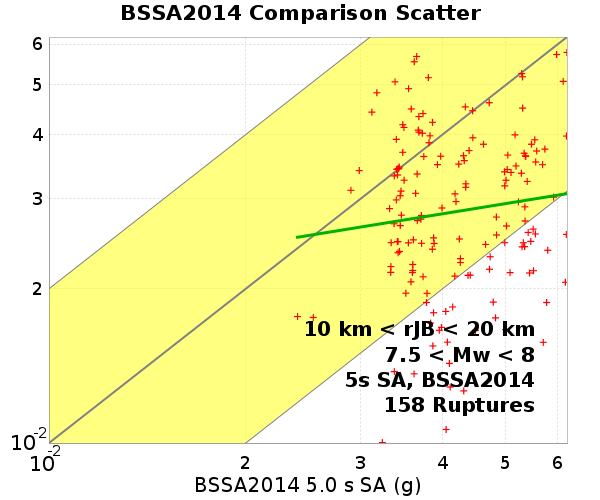 BSSA2014 Comparison Scatter
6
5
4
3
2
10-2
10-2
2
3
4
5
6
10 km < rJB < 20 km
7.5 < Mw < 8
5s SA, BSSA2014
158 Ruptures
BSSA2014 5.0 s SA (g)